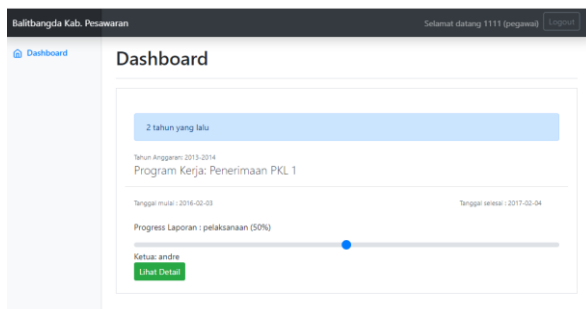 Balitbangda Kab. Pesawaran
Selamat datang 1111 (pegawai) Logout
Dashboard
Dashboard
2 tahun yang lalu
Tahun Anggaran: 2013-2014
Program Kerja: Penerimaan PKL 1
Tanggal mulai : 2016-02-03
Tanggal selesai : 2017-02-04
Progress Laporan : pelaksanaan (50%)
Ketua: andre
Lihat Detail